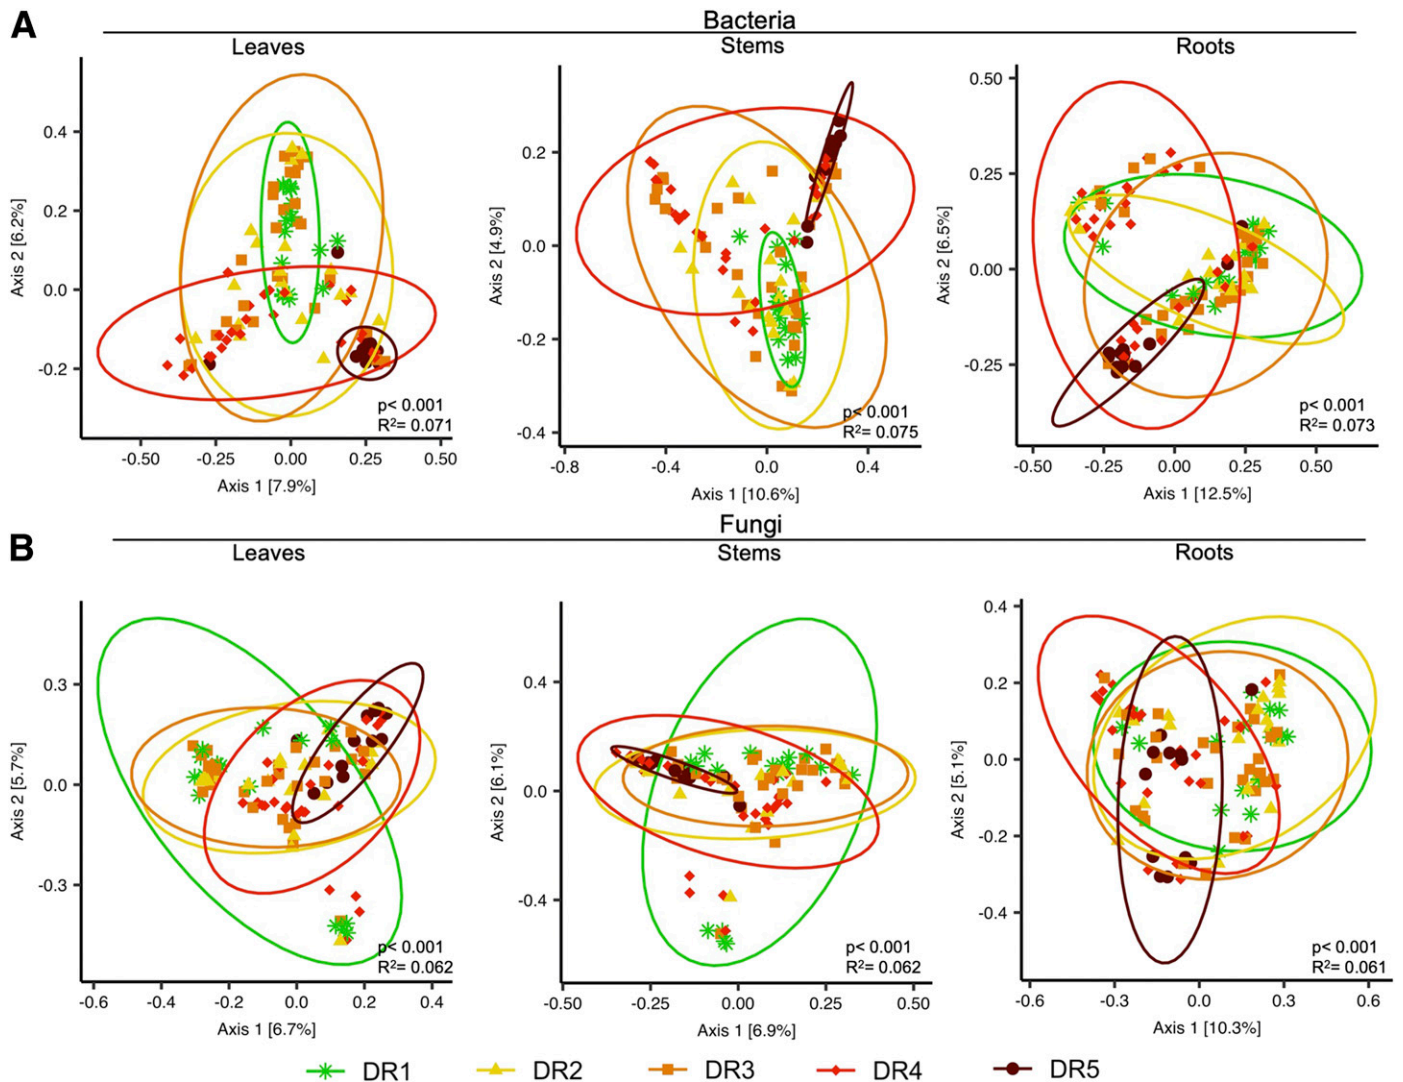 A
Bacteria
Leaves
Stems
Roots
0.4
0.2
0.0
-0.2
Axis 2 [6.2%]
p< 0.001
R²= 0.071
-0.50
-0.25
0.00
0.25
0.50
Axis 1 [7.9%]
0.2
0.0
-0.2
-0.4
Axis 2 [4.9%]
p< 0.001
R²= 0.075
-0.8
-0.4
0.0
0.4
Axis 1 [10.6%]
0.50
0.25
0.00
-0.25
Axis 2 [6.5%]
p< 0.001
R²= 0.073
-0.50
-0.25
0.00
0.25
0.50
Axis 1 [12.5%]
B
Fungi
Leaves
Stems
Roots
0.3
0.0
-0.3
Axis 2 [5.7%]
p< 0.001
R²= 0.062
-0.6
-0.4
-0.2
0.0
0.2
0.4
Axis 1 [6.7%]
0.4
0.0
-0.4
Axis 2 [6.1%]
p< 0.001
R²= 0.062
-0.50
-0.25
0.00
0.25
0.50
Axis 1 [6.9%]
0.4
0.2
0.0
-0.2
-0.4
Axis 2 [5.1%]
p< 0.001
R²= 0.061
-0.6
-0.3
0.0
0.3
0.6
Axis 1 [10.3%]
DR1 DR2 DR3 DR4 DR5